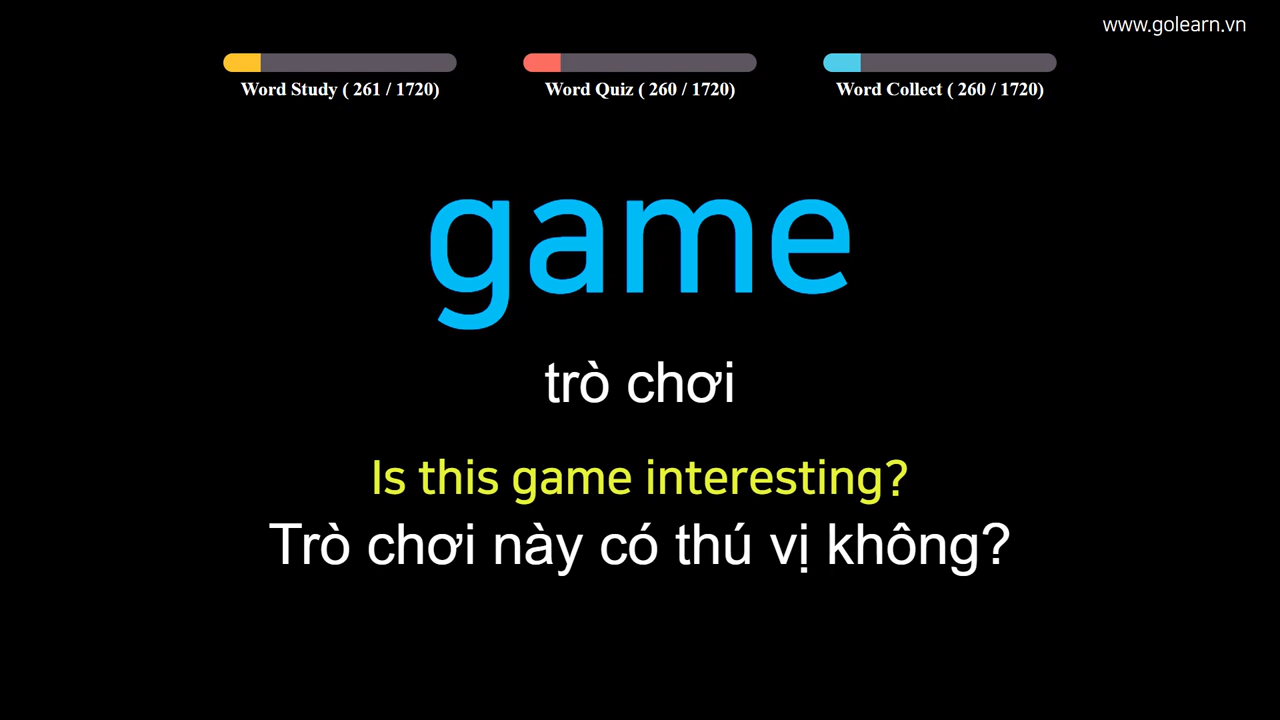 www.golearn.vn
Word Study ( 261 / 1720)
Word Quiz ( 260 / 1720)
Word Collect ( 260 / 1720)
game
trò chơi
Is this game interesting?
Trò chơi này có thú vị không?